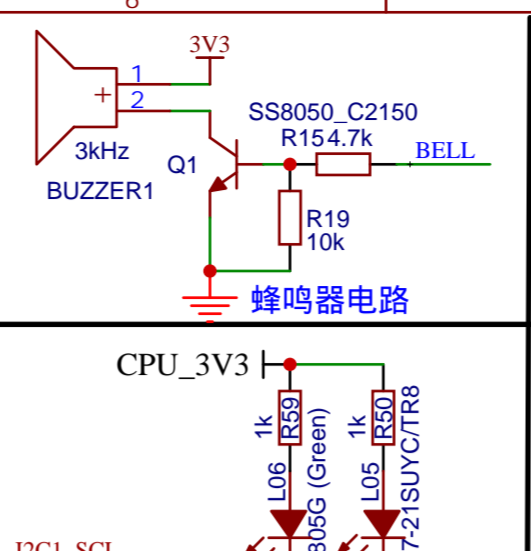 3V3
1
2
+
SS8050_C2150
R15 4.7k
BELL
3kHz
Q1
BUZZER1
R19
10k
蜂鸣器电路
CPU_3V3
1k
R59
1k
R50
L06
805G (Green)
L05
7-21SUYC/TR8